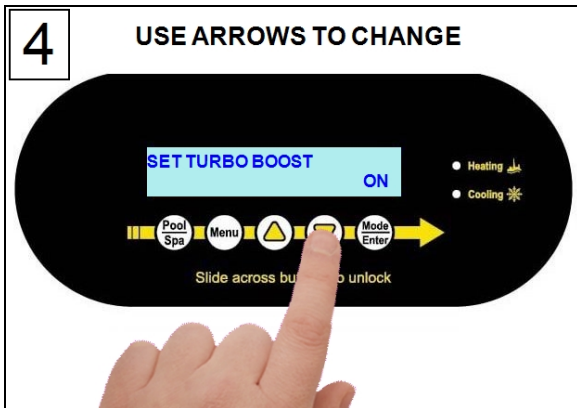 4
USE ARROWS TO CHANGE
SET TURBO BOOST
ON
Heating
Cooling
Pool
Spa
Menu
Mode
Enter
Slide across bu o unlock